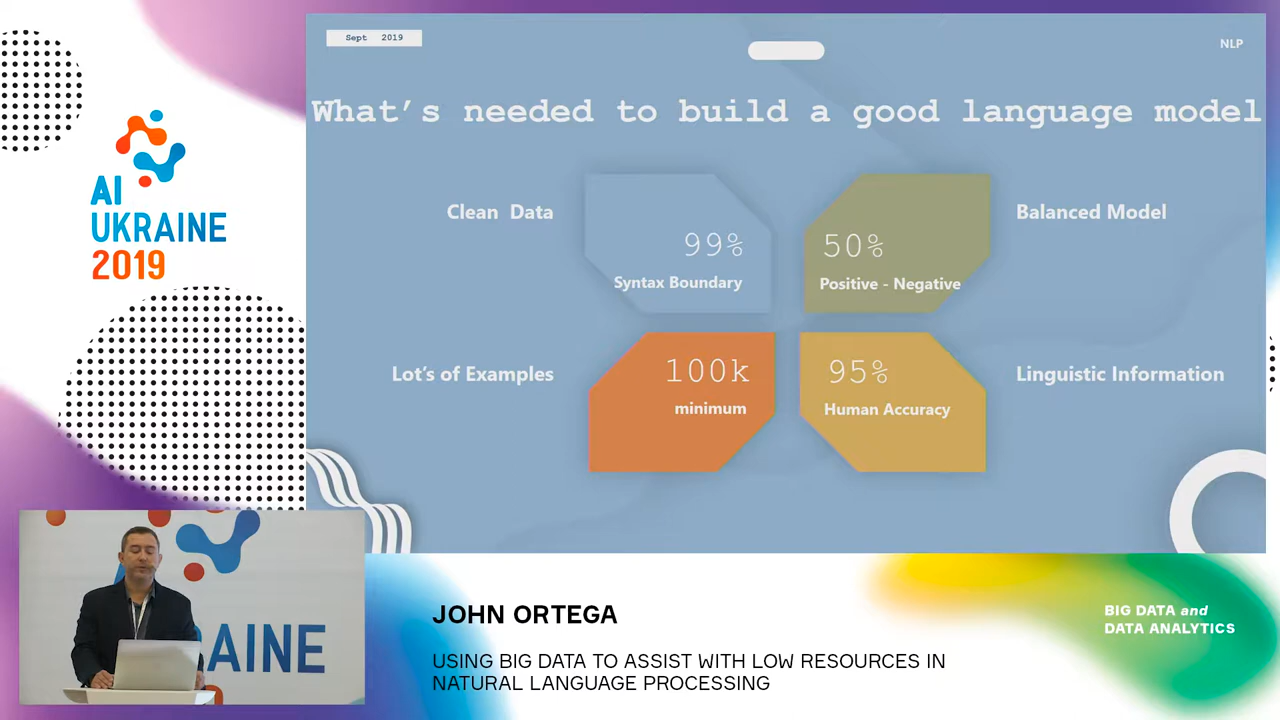 Sept 2019
NLP
What's needed to build a good language model
Clean Data
99%
Syntax Boundary
50%
Positive - Negative
Balanced Model
Lot's of Examples
100k
minimum
95%
Human Accuracy
Linguistic Information
AI
UKRAINE
2019
RAINE
JOHN ORTEGA
USING BIG DATA TO ASSIST WITH LOW RESOURCES IN
NATURAL LANGUAGE PROCESSING
BIG DATA and
DATA ANALYTICS